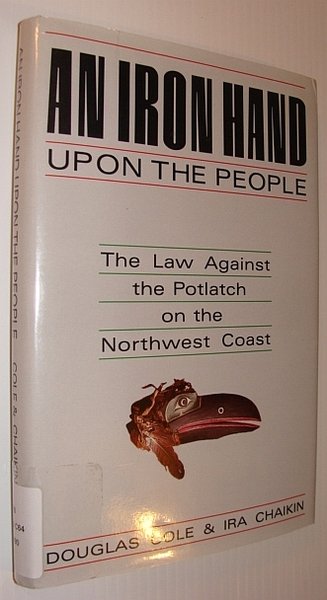 AN IRON HAND
UPON THE PEOPLE
The Law Against
the Potlatch
on the
Northwest Coast
DOUGLAS COLE & IRA CHAIKIN
AN IRON HAND UPON THE PEOPLE COLE & CHAIKIN